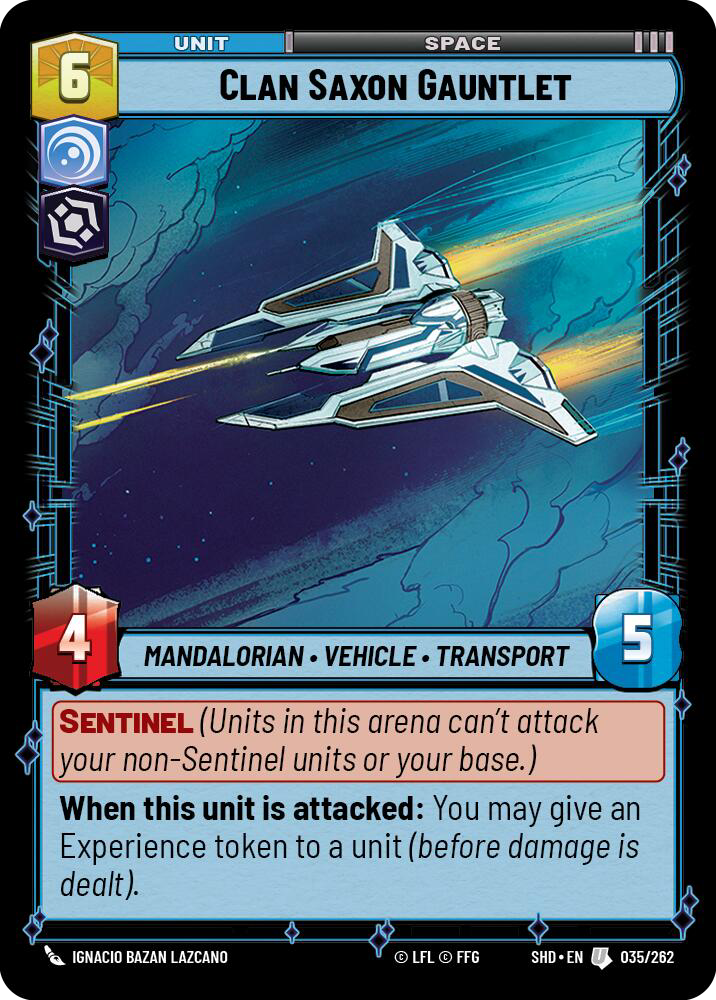 UNIT SPACE
6
CLAN SAXON GAUNTLET
4
5
MANDALORIAN • VEHICLE • TRANSPORT
SENTINEL (Units in this arena can't attack
your non-Sentinel units or your base.)
When this unit is attacked: You may give an
Experience token to a unit (before damage is
dealt).
IGNACIO BAZAN LAZCANO © LFL © FFG SHD • EN U 035/262